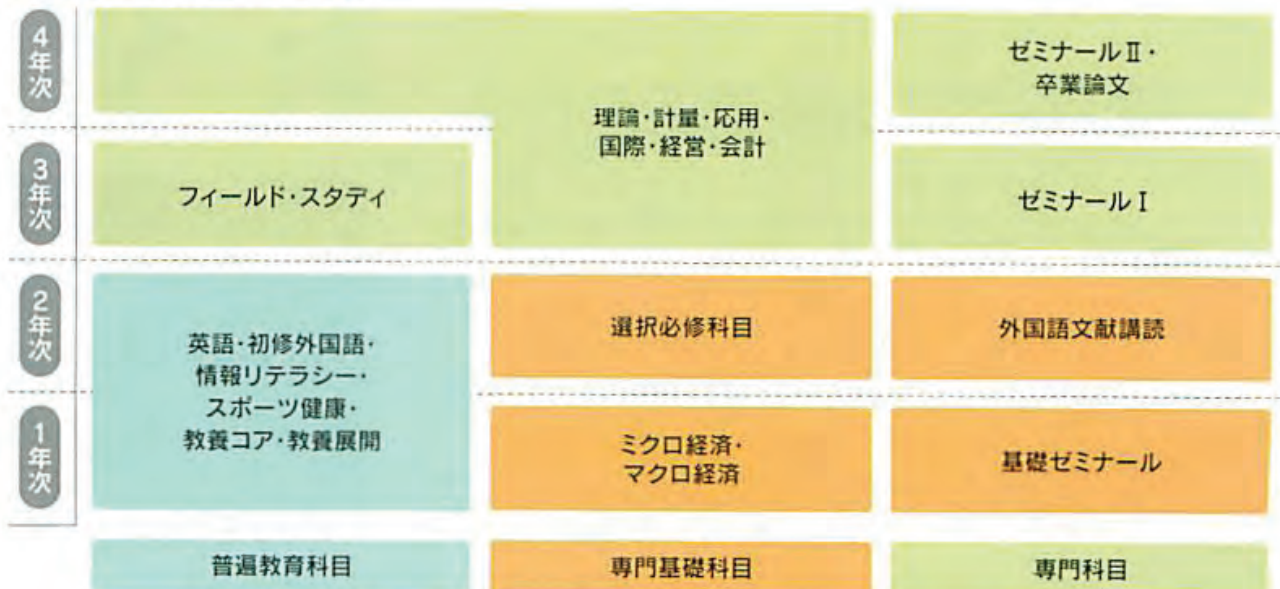 4年次
理論・計量・応用・
国際・経営・会計
ゼミナールⅡ・
卒業論文
3年次
フィールド・スタディ
ゼミナールⅠ
2年次
英語・初修外国語・
情報リテラシー・
スポーツ健康・
教養コア・教養展開
選択必修科目
外国語文献講読
1年次
ミクロ経済・
マクロ経済
基礎ゼミナール
普遍教育科目
専門基礎科目
専門科目